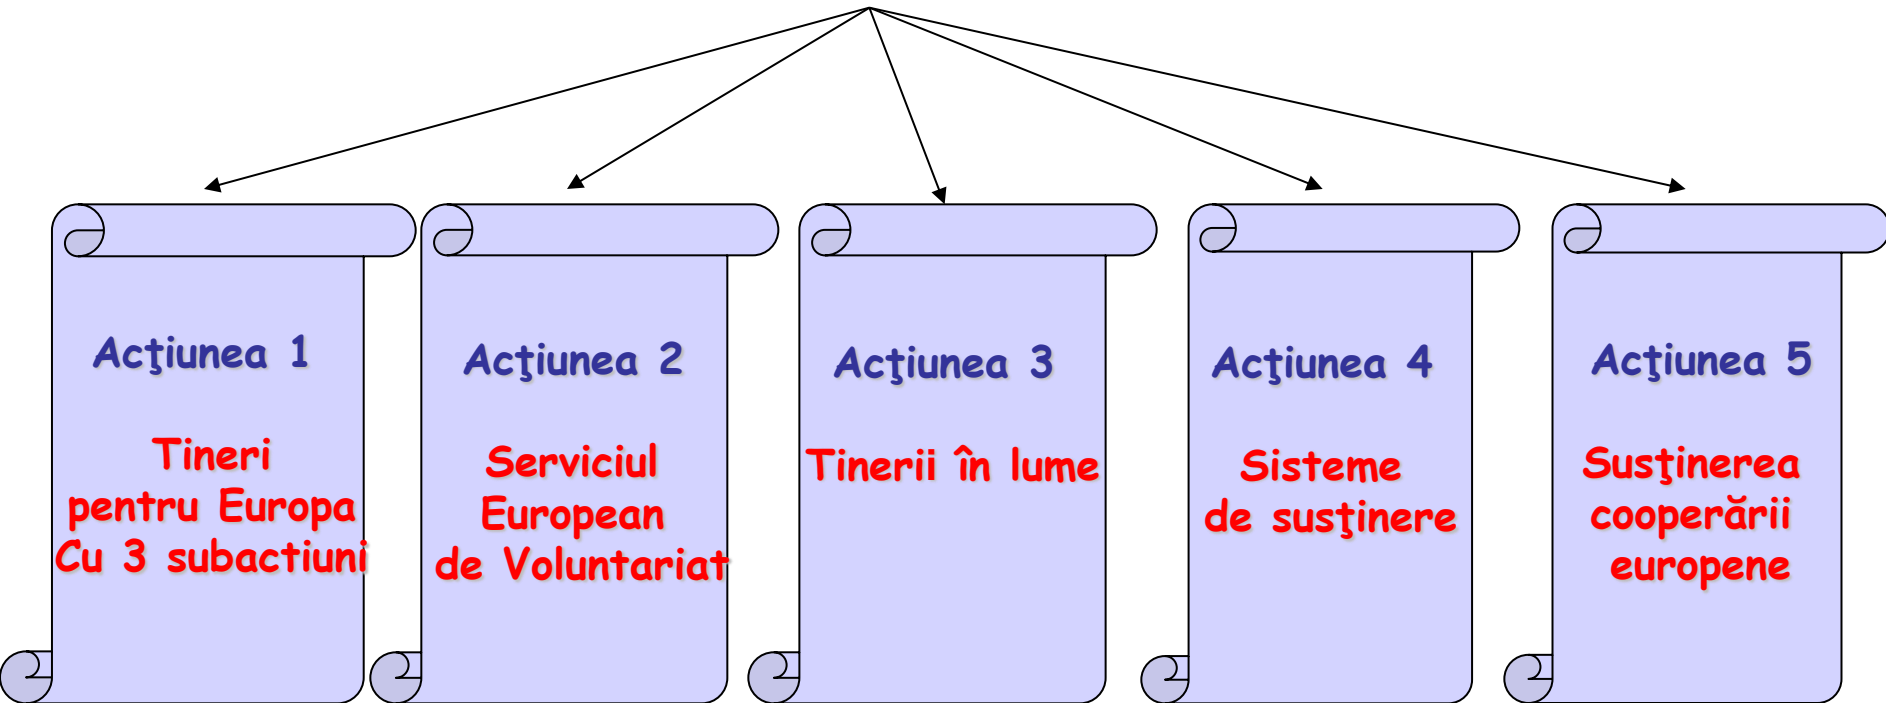 Acţiunea 1
Tineri
pentru Europa
Cu 3 subactiuni
Acţiunea 2
Serviciul
European
de Voluntariat
Acţiunea 3
Tinerii în lume
Acţiunea 4
Sisteme
de susţinere
Acţiunea 5
Susţinerea
cooperării
europene